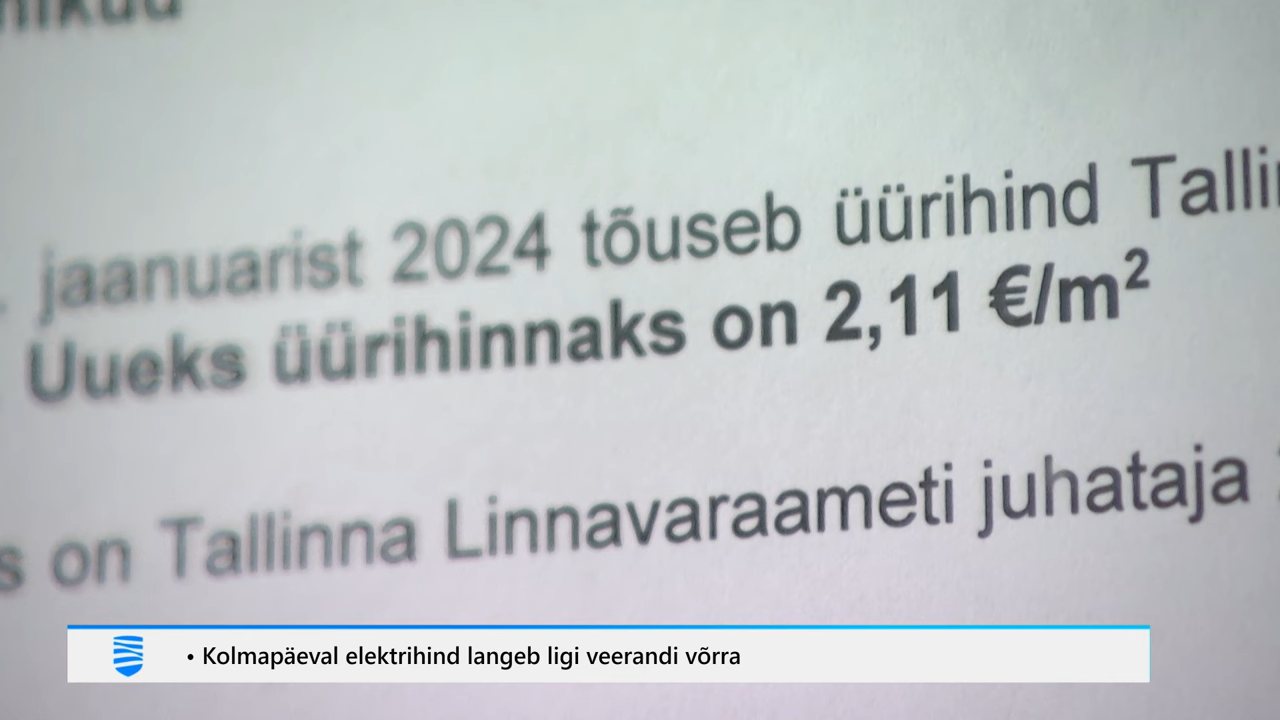 jaanuarist 2024 tõuseb üürihind Talli
Uueks üürihinnaks on 2,11 €/m²
s on Tallinna Linnavaraameti juhataja
• Kolmapäeval elektrihind langeb ligi veerandi võrra